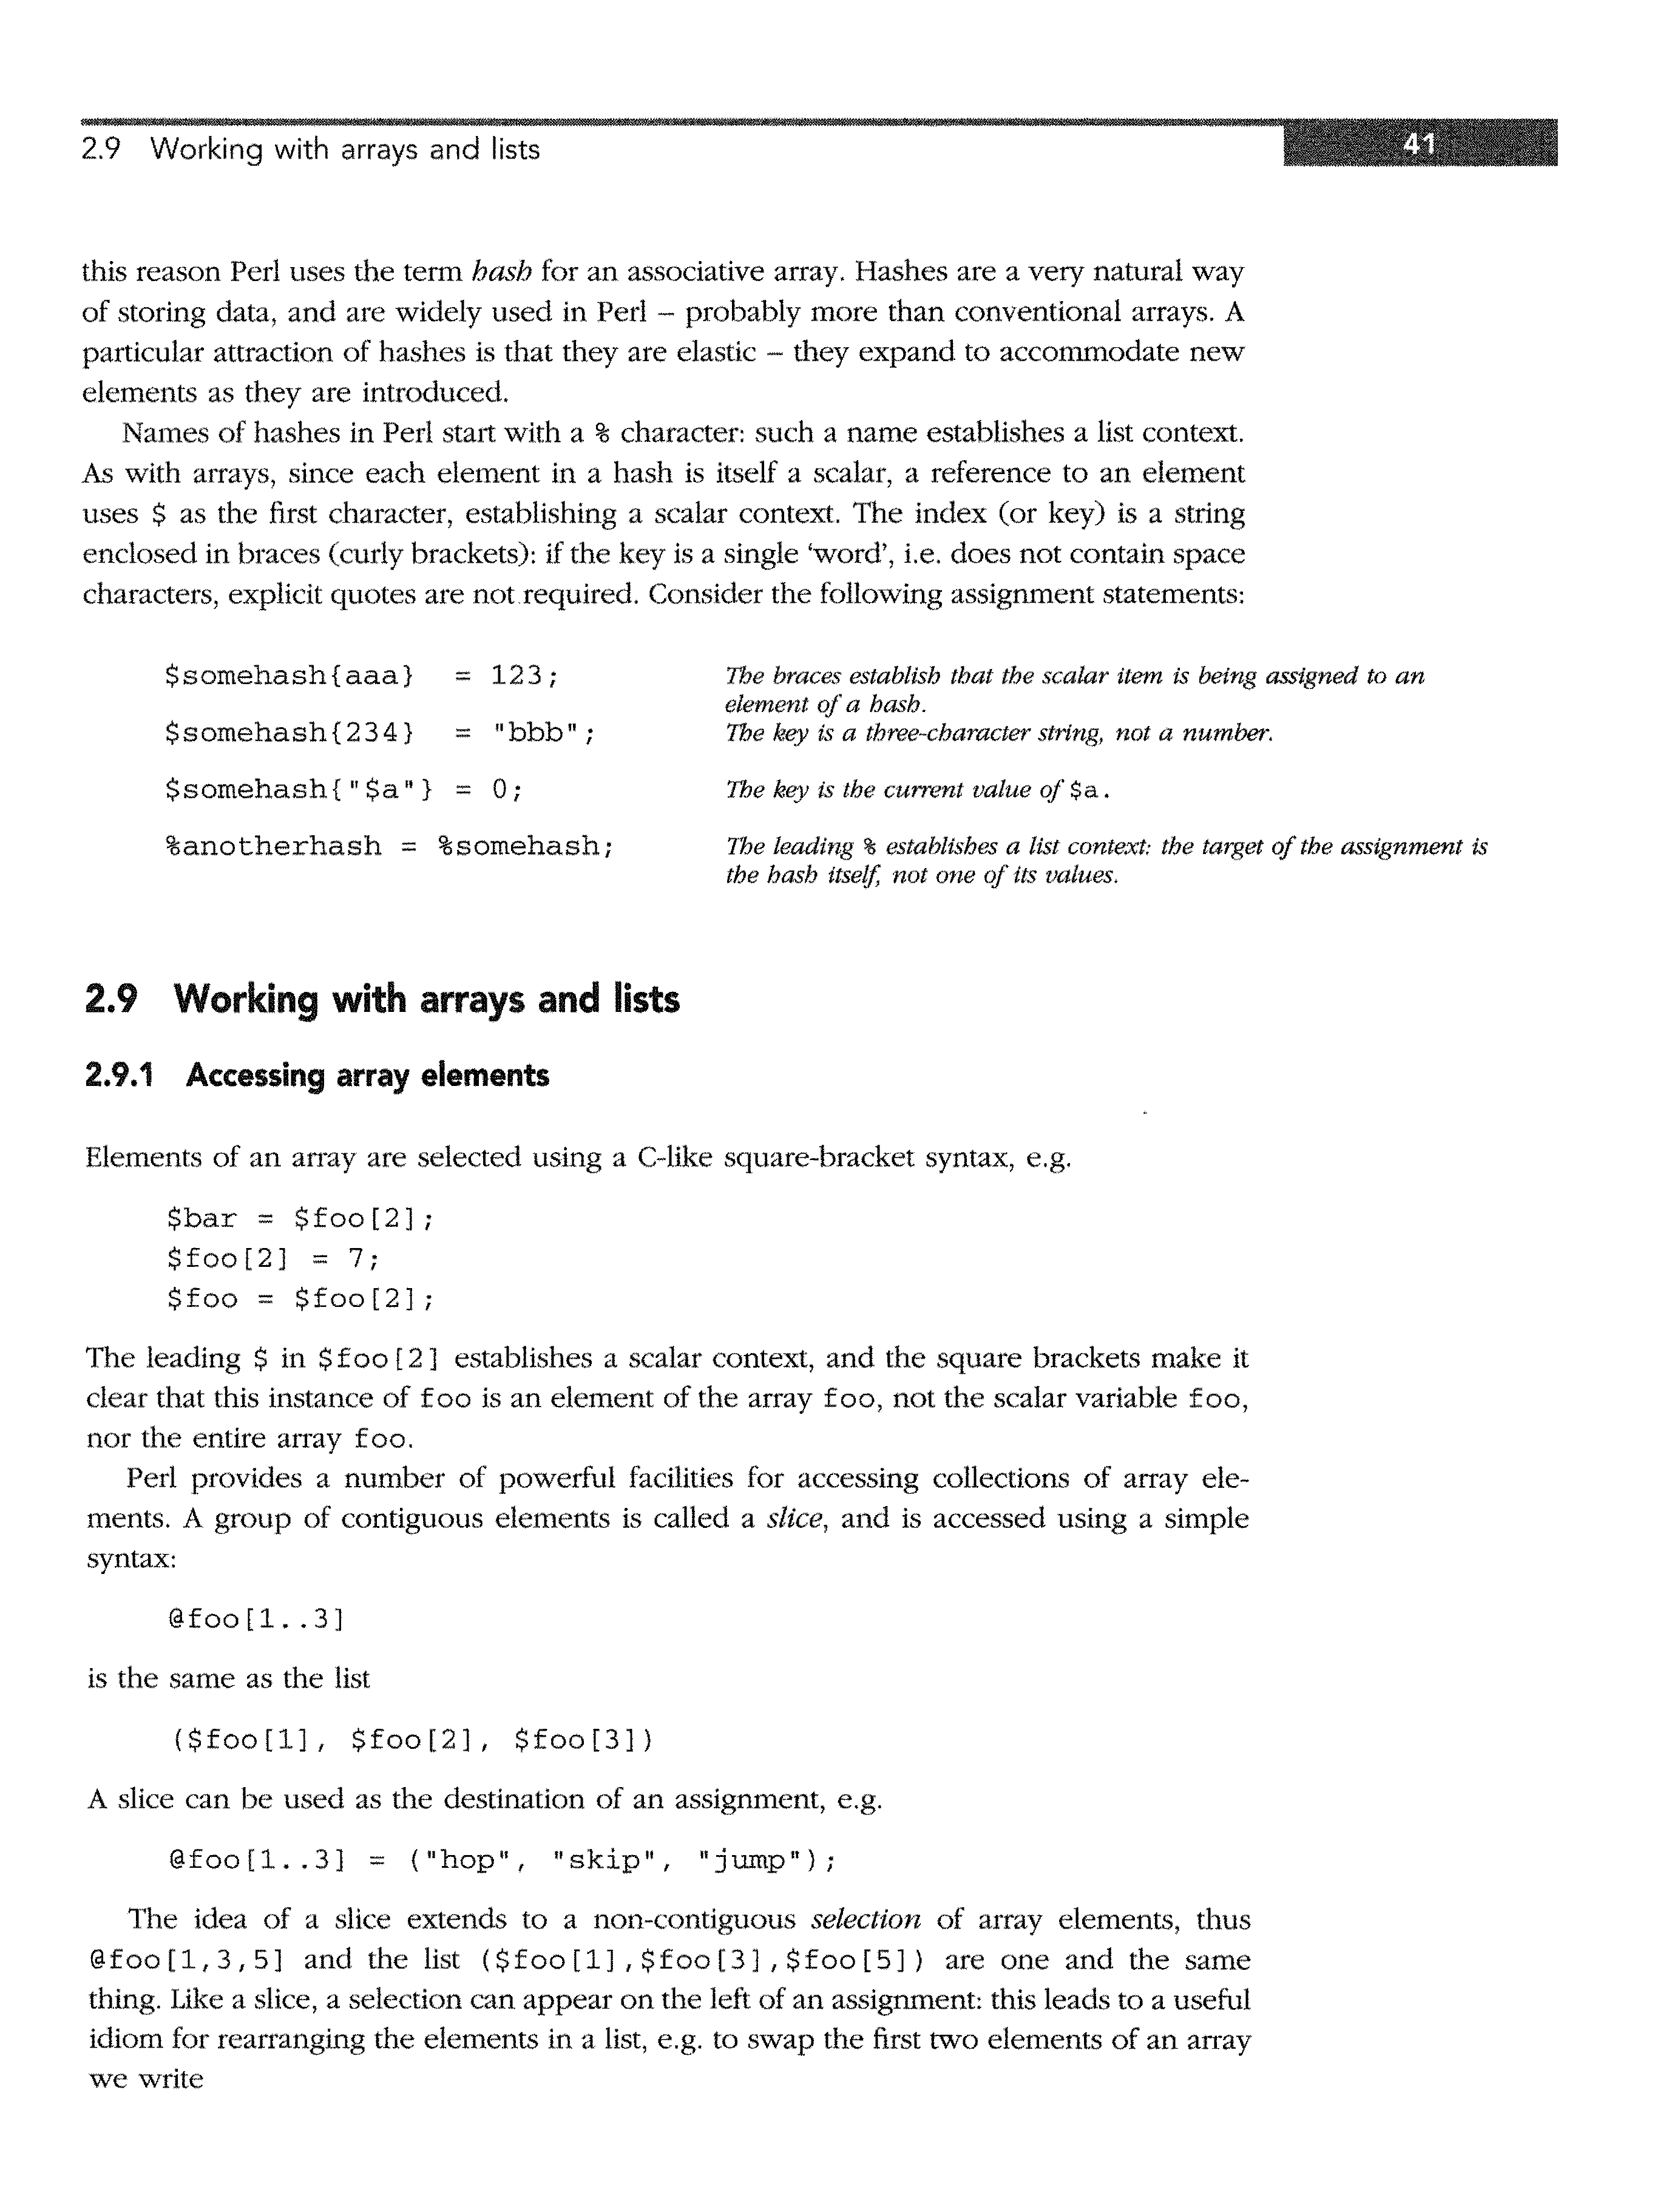 2.9 Working with arrays and lists
41
this reason Perl uses the term hash for an associative array. Hashes are a very natural way
of storing data, and are widely used in Perl – probably more than conventional arrays. A
particular attraction of hashes is that they are elastic – they expand to accommodate new
elements as they are introduced.
Names of hashes in Perl start with a % character: such a name establishes a list context.
As with arrays, since each element in a hash is itself a scalar, a reference to an element
uses $ as the first character, establishing a scalar context. The index (or key) is a string
enclosed in braces (curly brackets): if the key is a single ‘word’, i.e. does not contain space
characters, explicit quotes are not required. Consider the following assignment statements:
$somehash{aaa} = 123; The braces establish that the scalar item is being assigned to an
element of a hash.
$somehash{234} = "bbb"; The key is a three-character string, not a number.
$somehash{"$a"} = 0; The key is the current value of $a.
%anotherhash = %somehash; The leading % establishes a list context: the target of the assignment is
the hash itself, not one of its values.
2.9 Working with arrays and lists
2.9.1 Accessing array elements
Elements of an array are selected using a C-like square-bracket syntax, e.g.
$bar = $foo[2];
$foo[2] = 7;
$foo = $foo[2];
The leading $ in $foo[2] establishes a scalar context, and the square brackets make it
clear that this instance of foo is an element of the array foo, not the scalar variable foo,
nor the entire array foo.
Perl provides a number of powerful facilities for accessing collections of array ele-
ments. A group of contiguous elements is called a slice, and is accessed using a simple
syntax:
@foo[1..3]
is the same as the list
($foo[1], $foo[2], $foo[3])
A slice can be used as the destination of an assignment, e.g.
@foo[1..3] = ("hop", "skip", "jump");
The idea of a slice extends to a non-contiguous selection of array elements, thus
@foo[1,3,5] and the list ($foo[1],$foo[3],$foo[5]) are one and the same
thing. Like a slice, a selection can appear on the left of an assignment: this leads to a useful
idiom for rearranging the elements in a list, e.g. to swap the first two elements of an array
we write